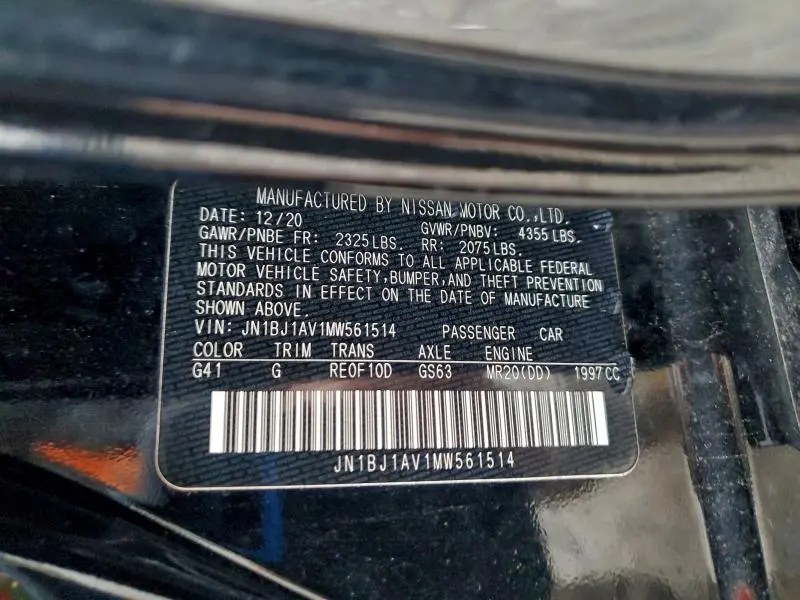 MANUFACTURED BY NISSAN MOTOR CO.,LTD.
DATE: 12/20 GVWR/PNBV: 4355 LBS.
GAWR/PNBE FR: 2325 LBS. RR: 2075 LBS.
THIS VEHICLE CONFORMS TO ALL APPLICABLE FEDERAL
MOTOR VEHICLE SAFETY, BUMPER, AND THEFT PREVENTION
STANDARDS IN EFFECT ON THE DATE OF MANUFACTURE
SHOWN ABOVE.
VIN: JN1BJ1AV1MW561514 PASSENGER CAR
COLOR TRIM TRANS AXLE ENGINE
G41 G RE0F10D GS63 MR20(DD) 1997CC
JN1BJ1AV1MW561514